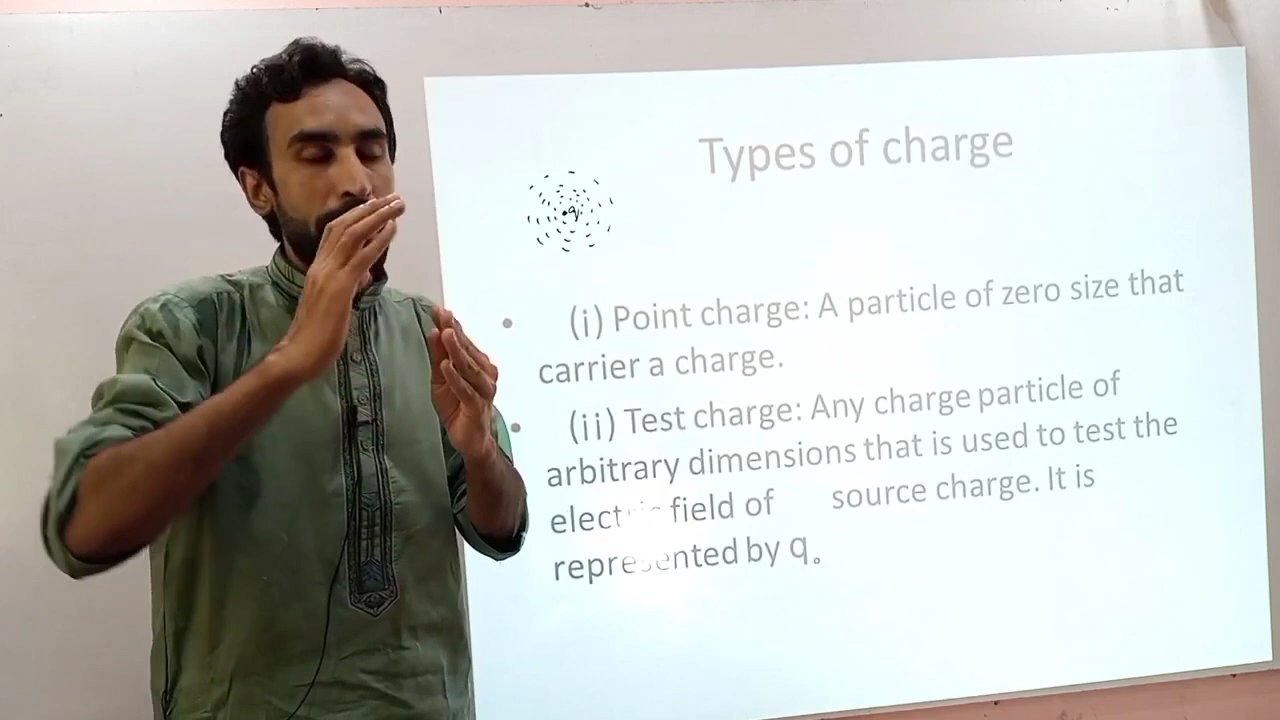 Types of charge
q
• (i) Point charge: A particle of zero size that
carrier a charge.
• (ii) Test charge: Any charge particle of
arbitrary dimensions that is used to test the
electric field of source charge. It is
represented by q∘